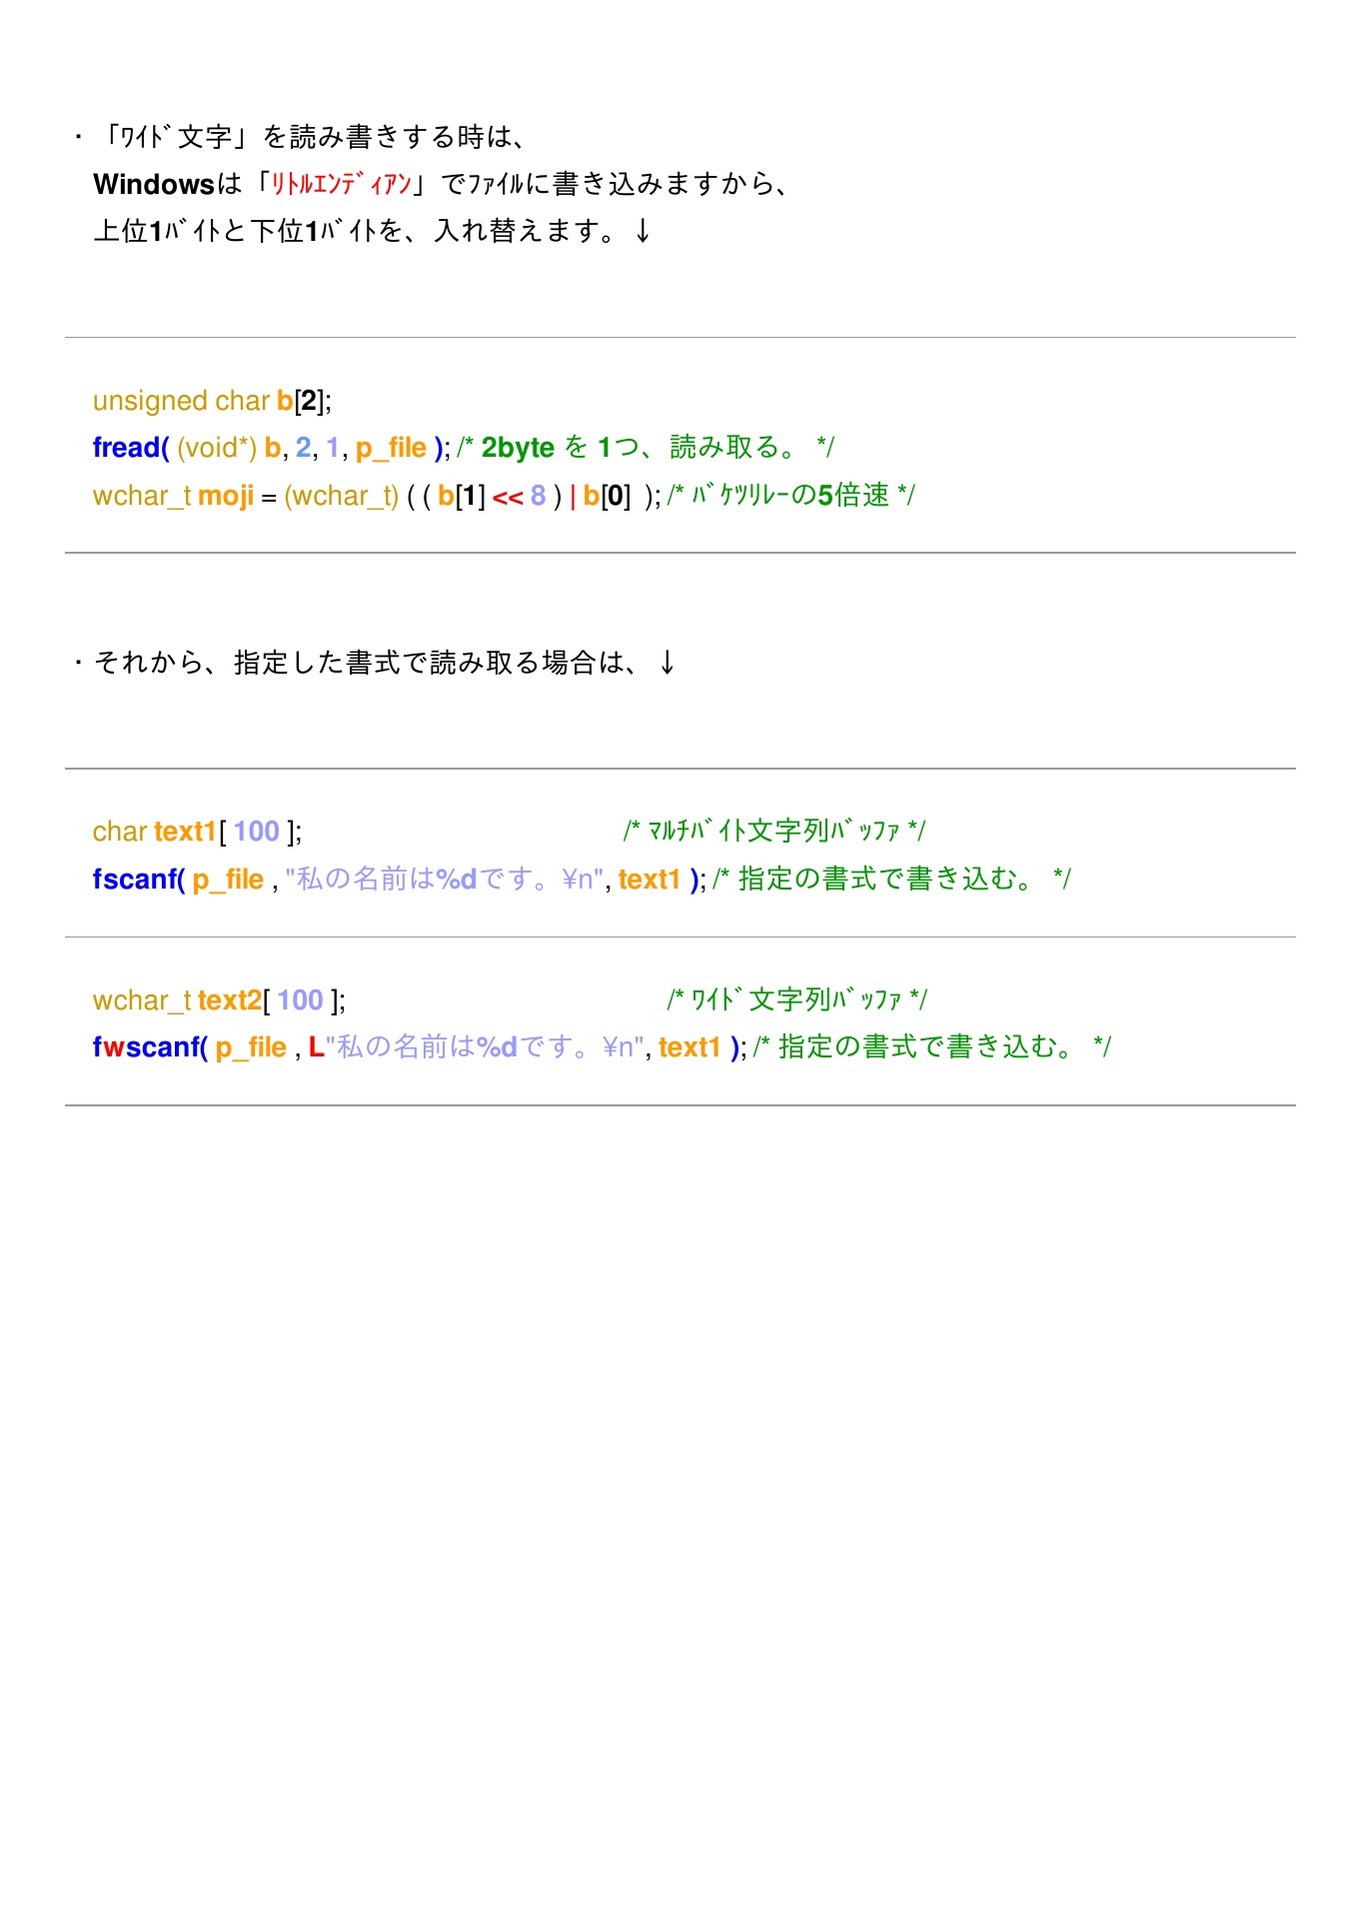 ・「ﾜｲﾄﾞ文字」を読み書きする時は、
Windowsは「ﾘﾄﾙｴﾝﾃﾞｨｱﾝ」でﾌｧｲﾙに書き込みますから、
上位1ﾊﾞｲﾄと下位1ﾊﾞｲﾄを、入れ替えます。↓
unsigned char b[2];
fread( (void*) b, 2, 1, p_file ); /* 2byte を 1つ、読み取る。 */
wchar_t moji = (wchar_t) ( ( b[1] << 8 ) | b[0] ); /* ﾊﾞｹﾂﾘﾚｰの5倍速 */
・それから、指定した書式で読み取る場合は、↓
char text1[ 100 ]; /* ﾏﾙﾁﾊﾞｲﾄ文字列ﾊﾞｯﾌｧ */
fscanf( p_file , "私の名前は%dです。¥n", text1 ); /* 指定の書式で書き込む。 */
wchar_t text2[ 100 ]; /* ﾜｲﾄﾞ文字列ﾊﾞｯﾌｧ */
fwscanf( p_file , L"私の名前は%dです。¥n", text1 ); /* 指定の書式で書き込む。 */